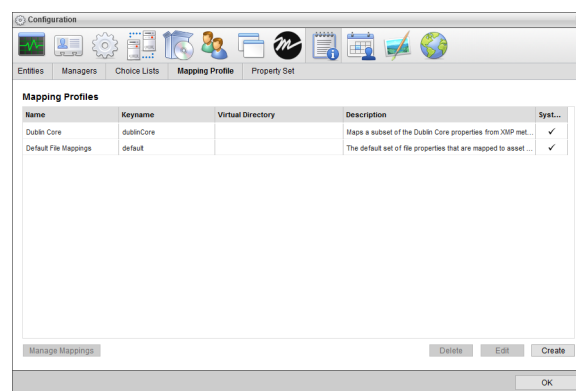 Configuration
Entities Managers Choice Lists Mapping Profile Property Set
Mapping Profiles
Name Keyname Virtual Directory Description Syst...
Dublin Core dublinCore Maps a subset of the Dublin Core properties from XMP met... ✓
Default File Mappings default The default set of file properties that are mapped to asset ... ✓
Manage Mappings Delete Edit Create
OK